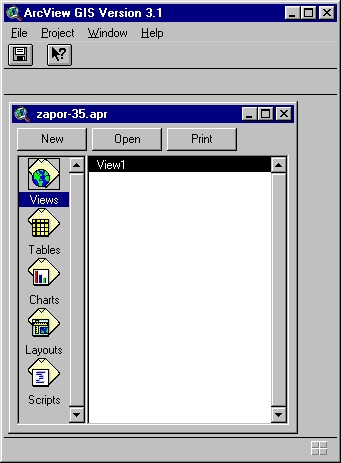 ArcView GIS Version 3.1
File Project Window Help
zapor-35.apr
New Open Print
View1
Views
Tables
Charts
Layouts
Scripts